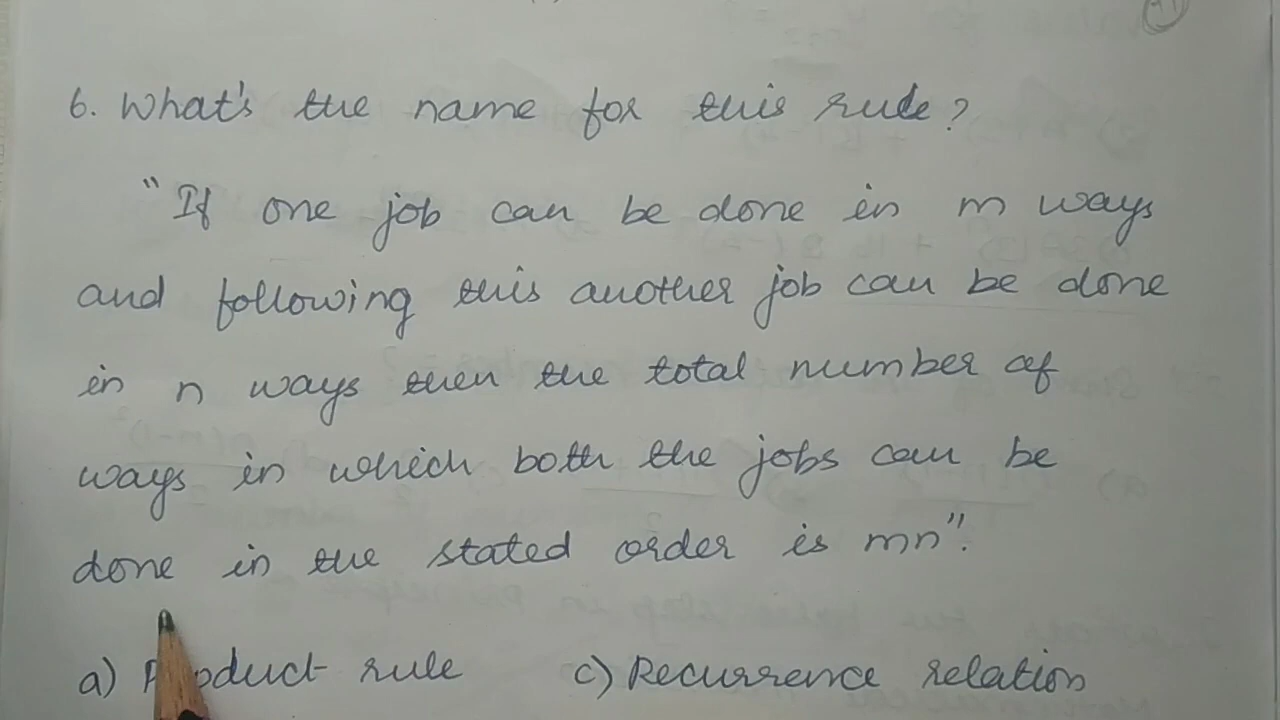 6. What's the name for this rule?
"If one job can be done in m ways
and following this another job can be done
in n ways then the total number of
ways in which both the jobs can be
done in the stated order is mn".
a) Product rule c) Recurrence relation